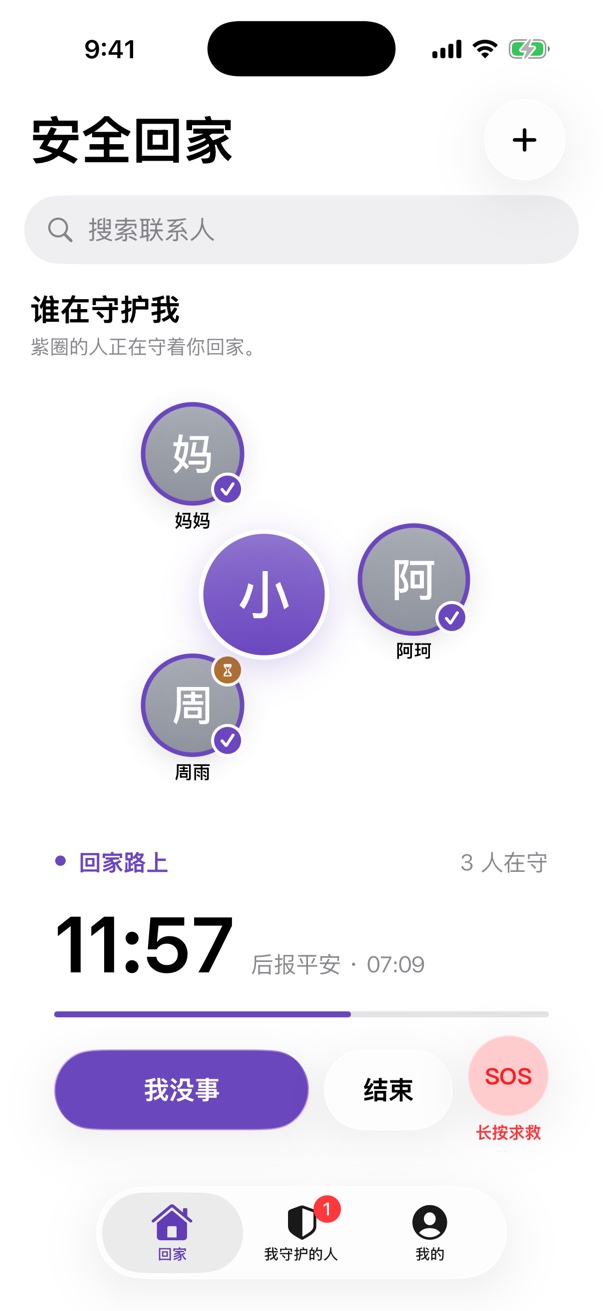 9:41
安全回家
搜索联系人
谁在守护我
紫圈的人正在守着你回家。
妈
妈妈
小
阿
阿珂
周
周雨
回家路上
3 人在守
11:57 后报平安 · 07:09
我没事
结束
SOS
长按求救
回家
1
我守护的人
我的